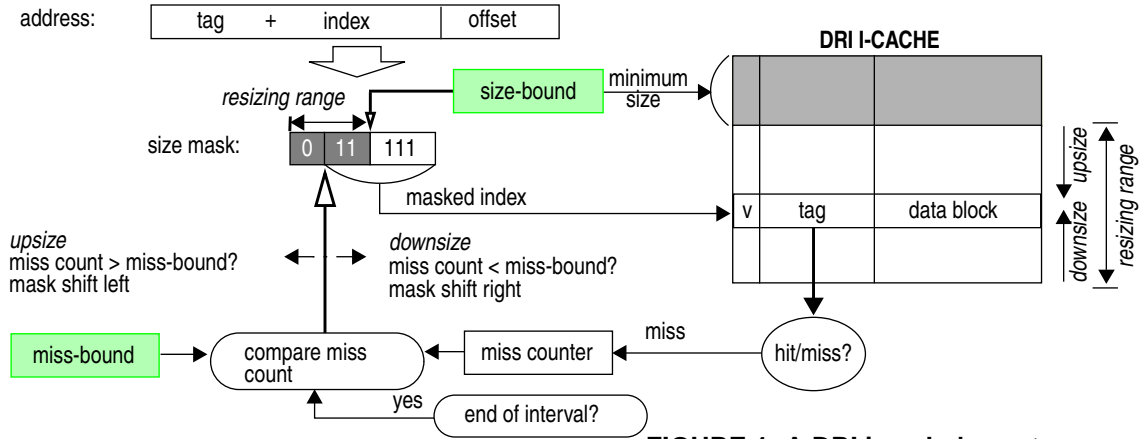 address:
tag + index
offset
DRI I-CACHE
size-bound
minimum
size
resizing range
size mask:
0 11 111
masked index
v tag data block
upsize
downsize
resizing range
upsize
miss count > miss-bound?
mask shift left
downsize
miss count < miss-bound?
mask shift right
miss-bound
compare miss
count
miss counter
miss
hit/miss?
yes
end of interval?